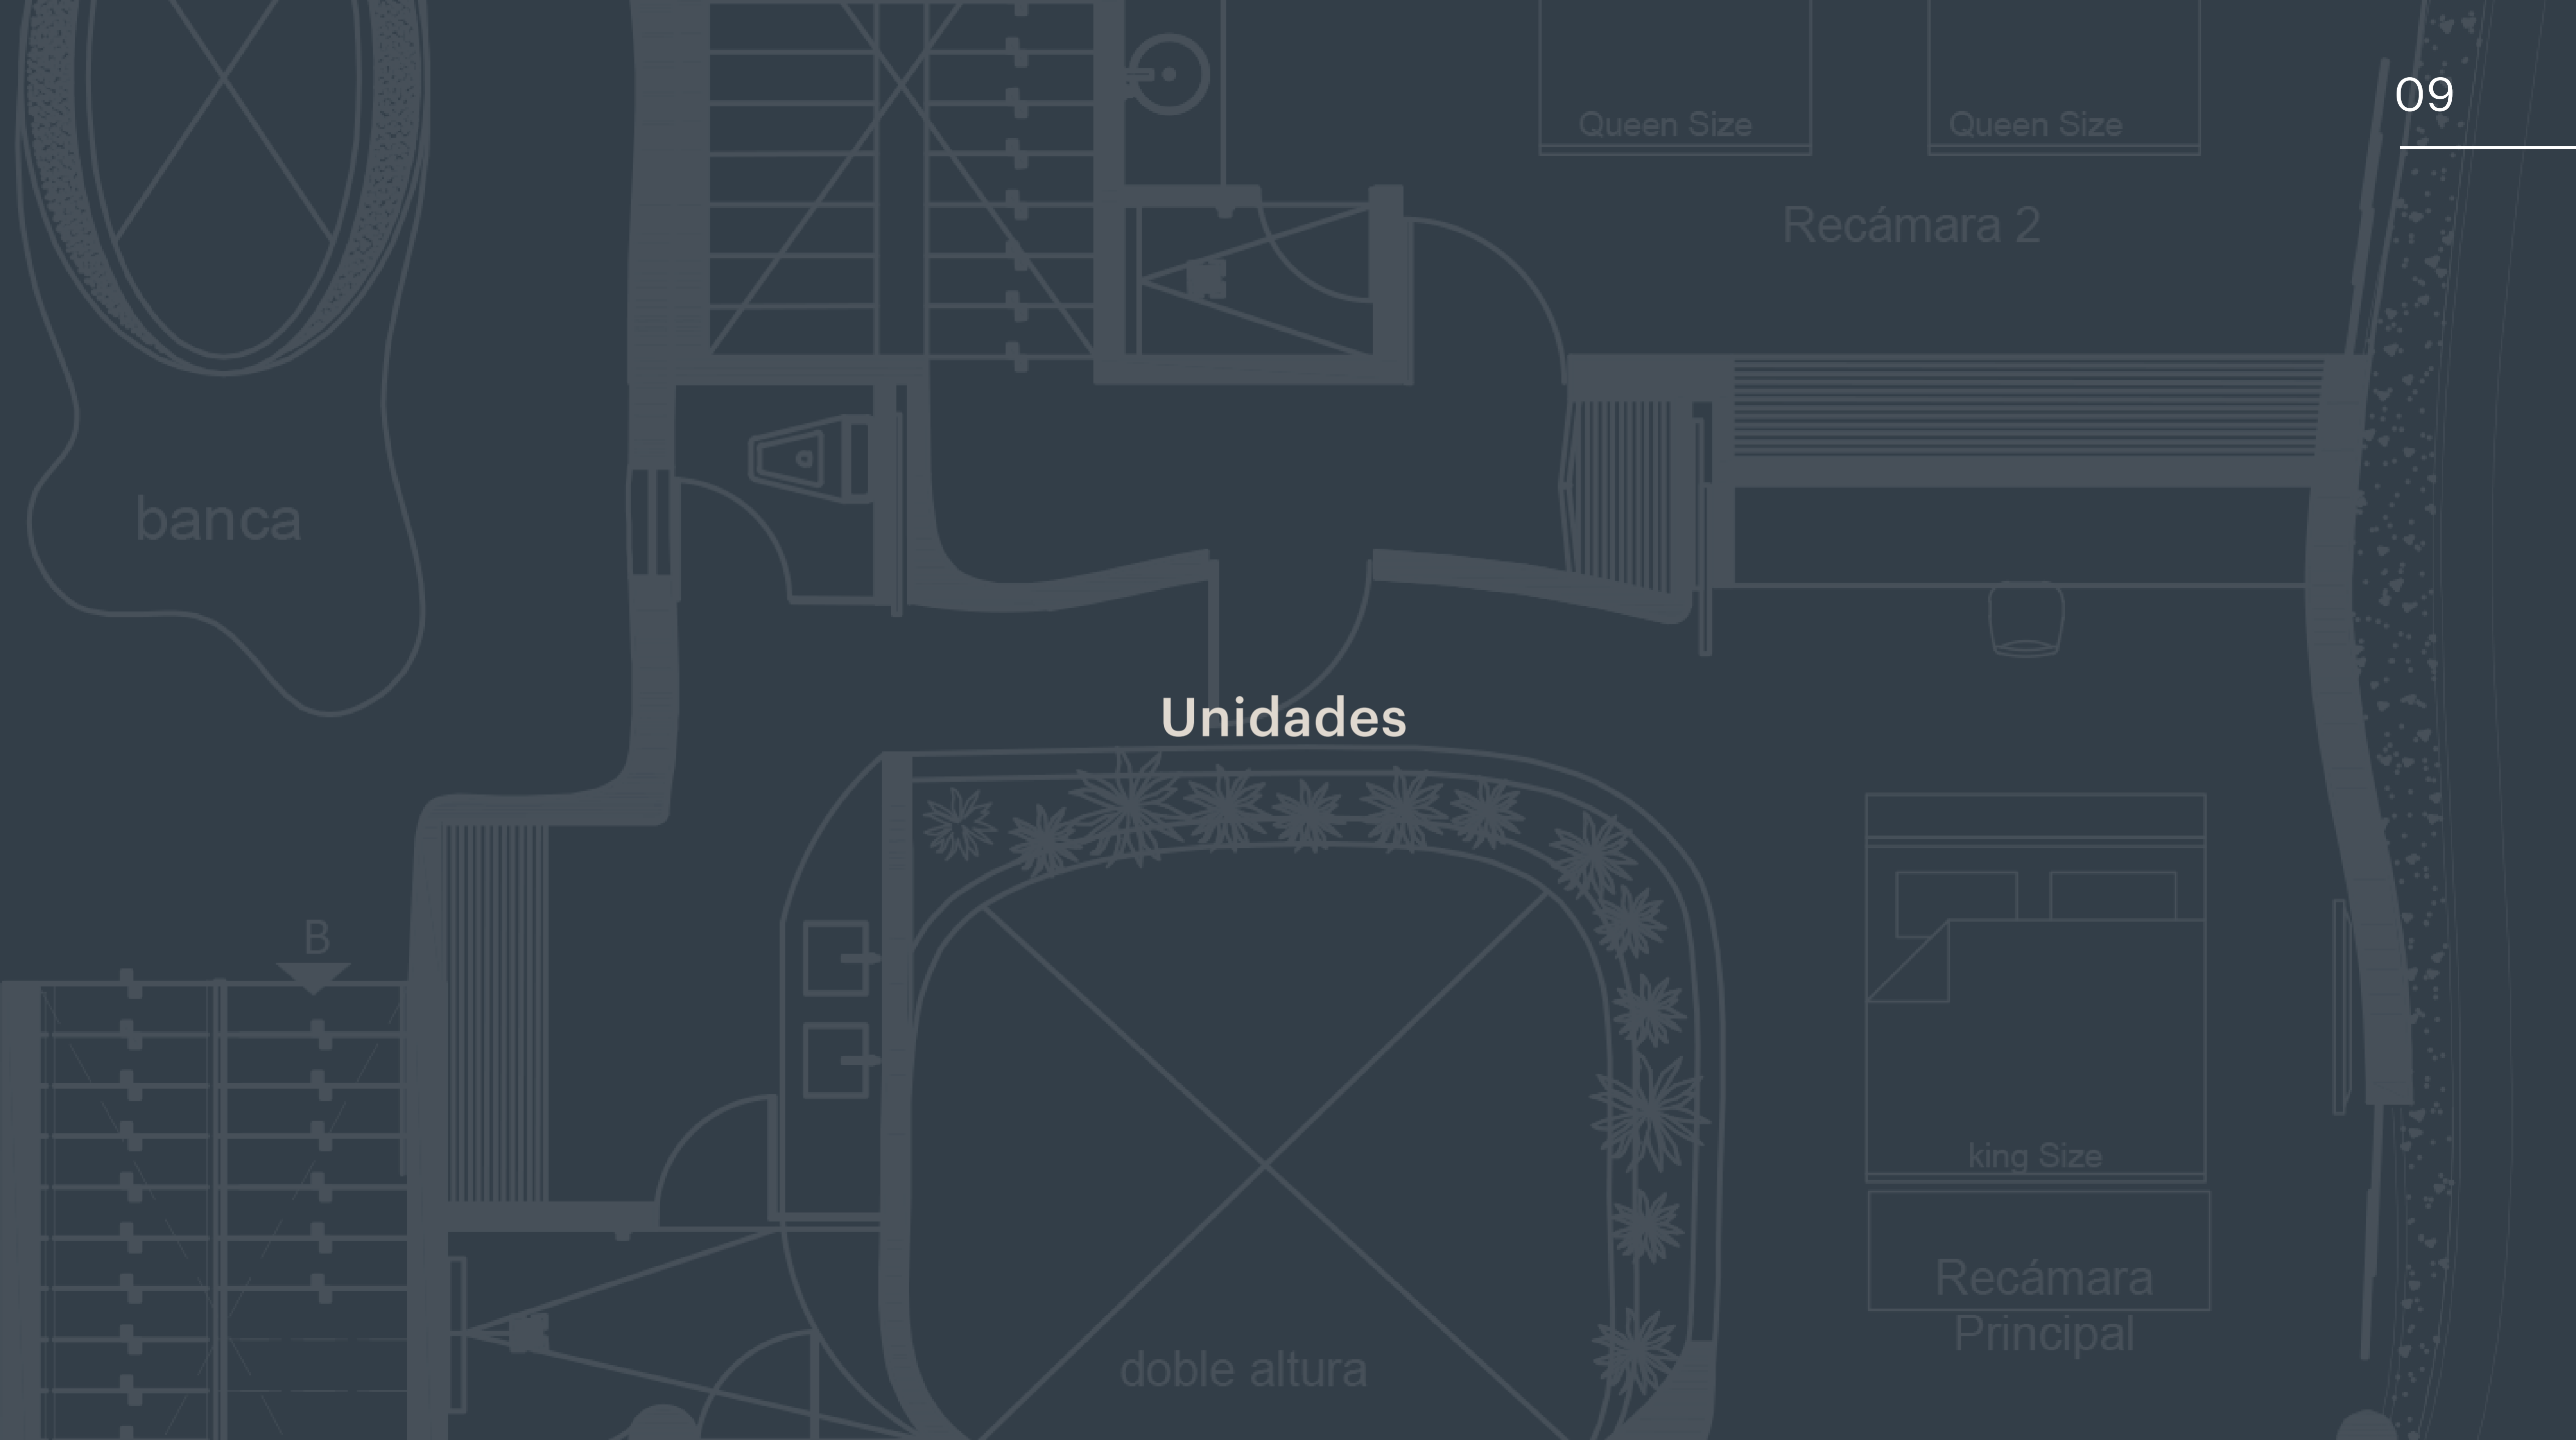 09
Queen Size
Queen Size
Recámara 2
banca
Unidades
B
king Size
Recámara
Principal
doble altura